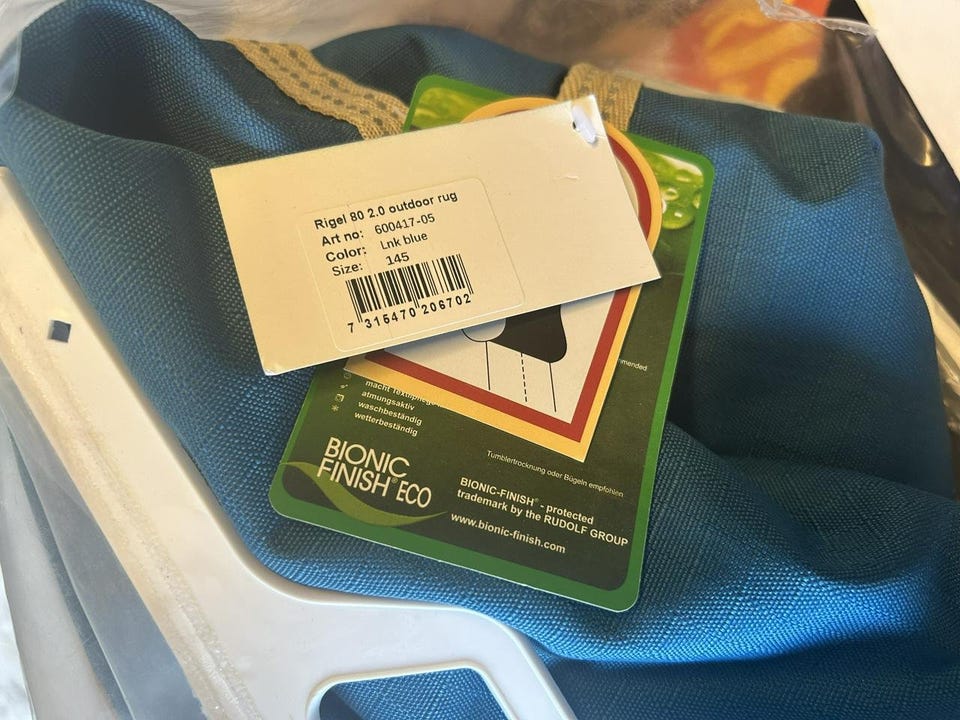 Rigel 80 2.0 outdoor rug
Art no: 600417-05
Color: Lnk blue
Size: 145
7 315470 206702
macht Textilpflege
atmungsaktiv
waschbeständig
wetterbeständig
Tumblertrocknung oder Bügeln empfohlen
BIONIC
FINISH® ECO
BIONIC-FINISH® - protected
trademark by the RUDOLF GROUP
www.bionic-finish.com